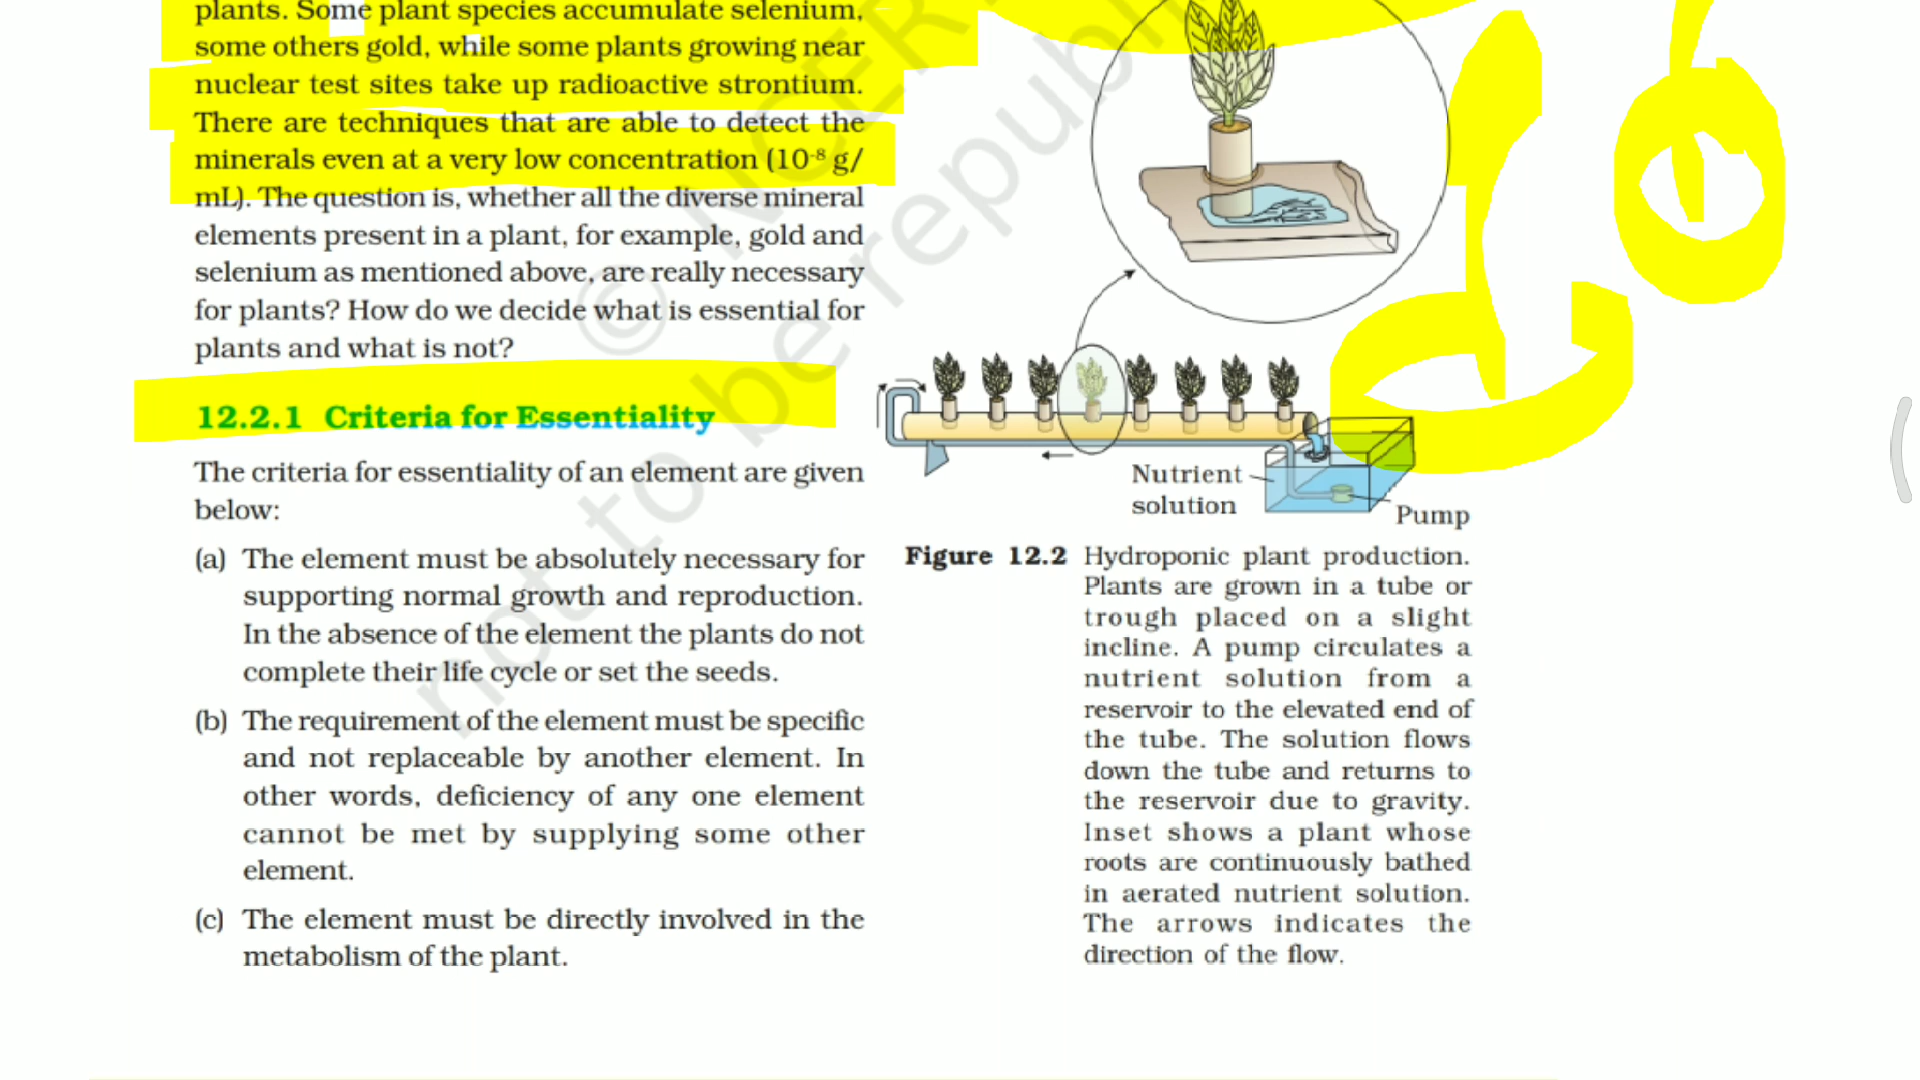 plants. Some plant species accumulate selenium,
some others gold, while some plants growing near
nuclear test sites take up radioactive strontium.
There are techniques that are able to detect the
minerals even at a very low concentration (10⁻⁸ g/
mL). The question is, whether all the diverse mineral
elements present in a plant, for example, gold and
selenium as mentioned above, are really necessary
for plants? How do we decide what is essential for
plants and what is not?
12.2.1 Criteria for Essentiality
The criteria for essentiality of an element are given
below:
(a) The element must be absolutely necessary for
supporting normal growth and reproduction.
In the absence of the element the plants do not
complete their life cycle or set the seeds.
(b) The requirement of the element must be specific
and not replaceable by another element. In
other words, deficiency of any one element
cannot be met by supplying some other
element.
(c) The element must be directly involved in the
metabolism of the plant.
Nutrient
solution
Pump
Figure 12.2 Hydroponic plant production.
Plants are grown in a tube or
trough placed on a slight
incline. A pump circulates a
nutrient solution from a
reservoir to the elevated end of
the tube. The solution flows
down the tube and returns to
the reservoir due to gravity.
Inset shows a plant whose
roots are continuously bathed
in aerated nutrient solution.
The arrows indicates the
direction of the flow.
©
not to be